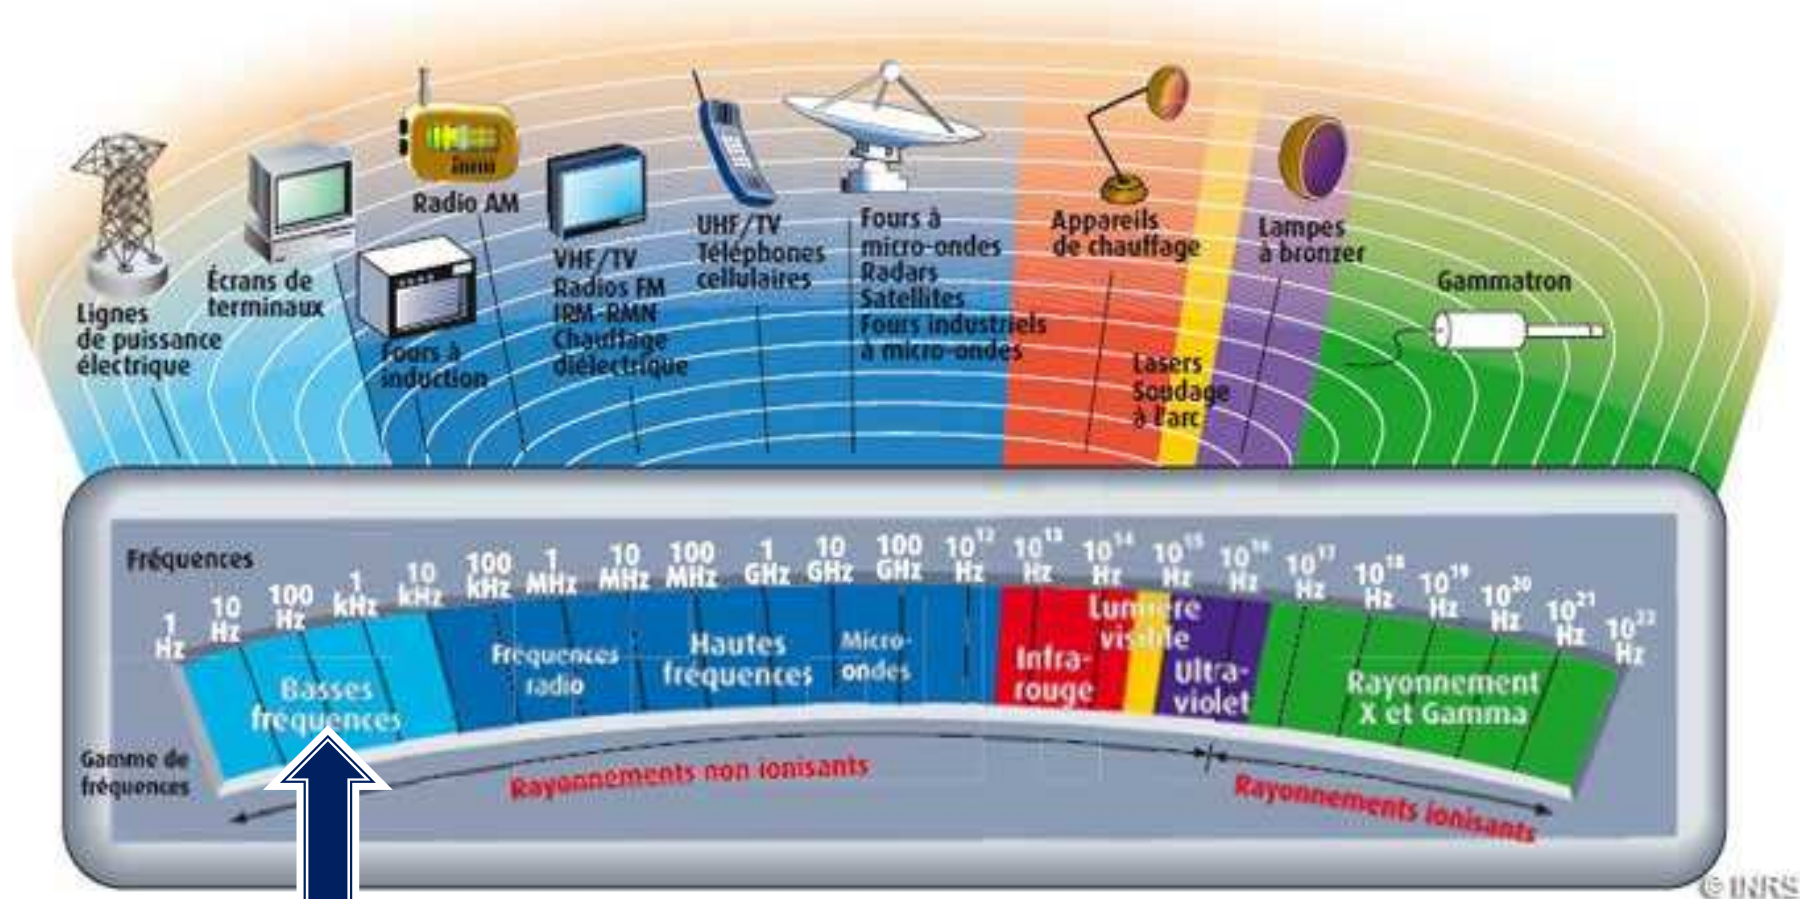 Lignes
de puissance
électrique
Écrans de
terminaux
Radio AM
Fours à
induction
VHF/TV
Radios FM
IRM-RMN
Chauffage
diélectrique
UHF/TV
Téléphones
cellulaires
Fours à
micro-ondes
Radars
Satellites
Fours industriels
à micro-ondes
Appareils
de chauffage
Lasers
Soudage
à l'arc
Lampes
à bronzer
Gammatron
Fréquences
1
Hz
10
Hz
100
Hz
1
kHz
10
kHz
100
kHz
1
MHz
10
MHz
100
MHz
1
GHz
10
GHz
100
GHz
10¹²
Hz
10¹³
Hz
10¹⁴
Hz
10¹⁵
Hz
10¹⁶
Hz
10¹⁷
Hz
10¹⁸
Hz
10¹⁹
Hz
10²⁰
Hz
10²¹
Hz
10²²
Hz
Basses
fréquences
Fréquences
radio
Hautes
fréquences
Micro-
ondes
Infra-
rouge
Lumière
visible
Ultra-
violet
Rayonnement
X et Gamma
Gamme de
fréquences
Rayonnements non ionisants
Rayonnements ionisants
© INRS